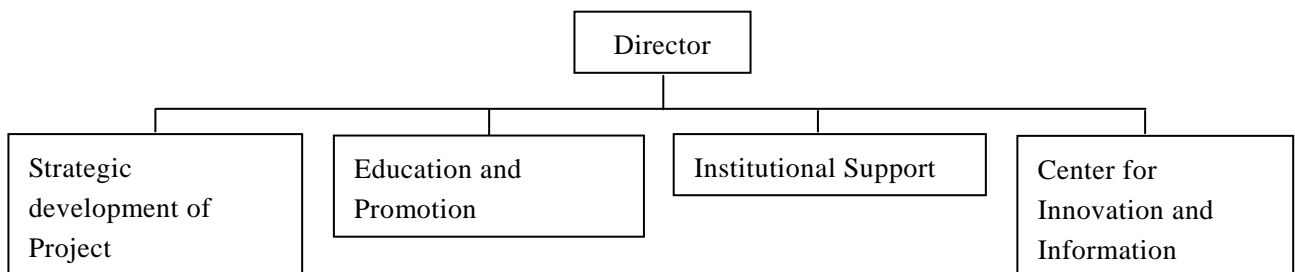 Director
Strategic
development of
Project
Education and
Promotion
Institutional Support
Center for
Innovation and
Information